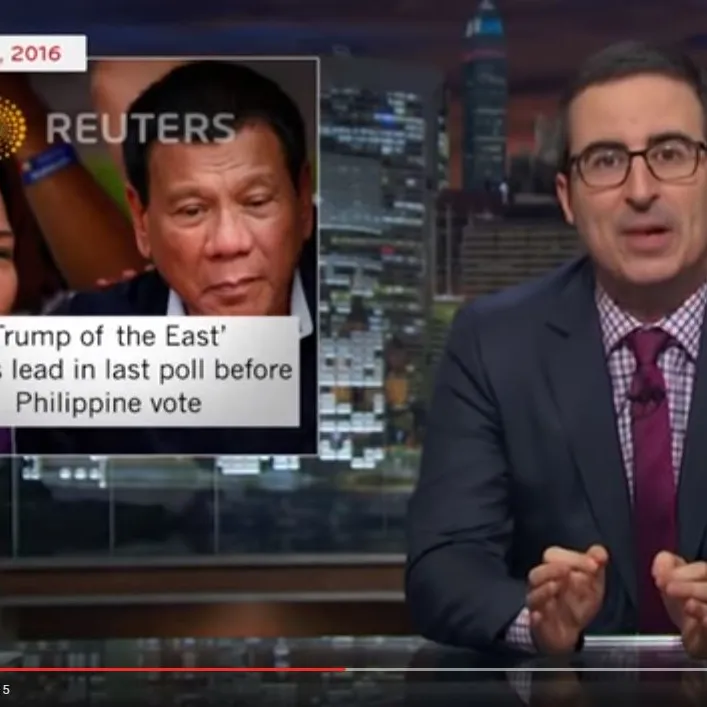 , 2016
REUTERS
Trump of the East'
s lead in last poll before
Philippine vote
5